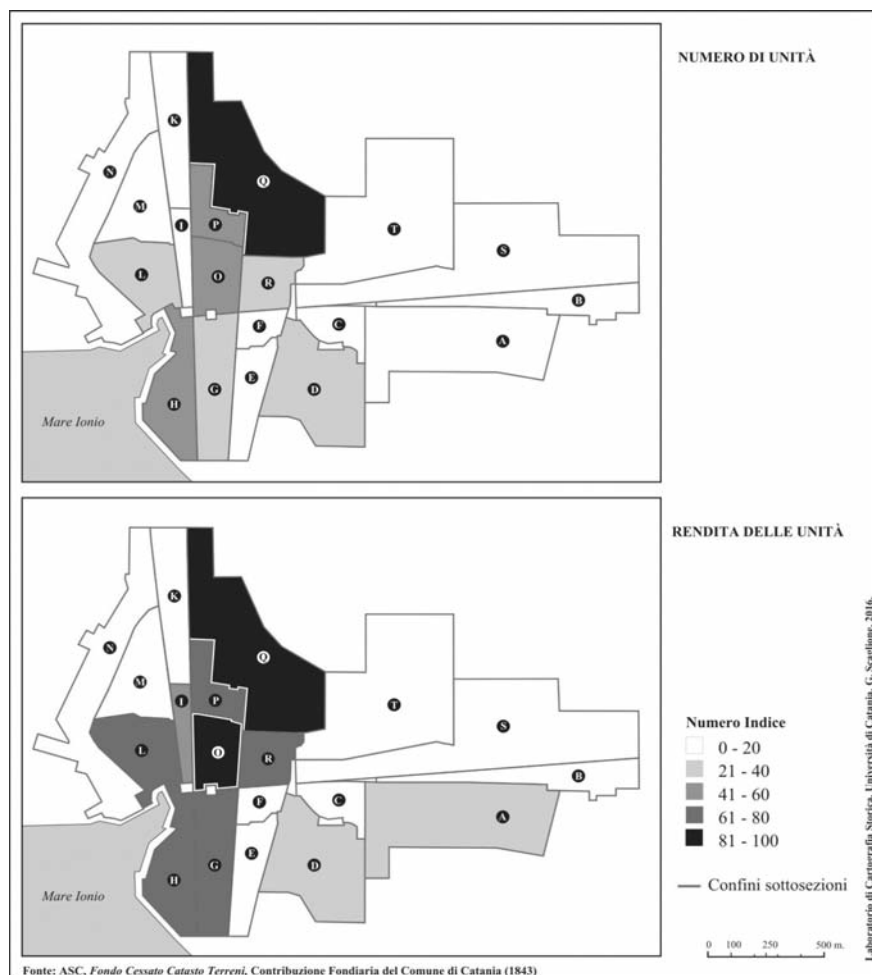 NUMERO DI UNITÀ
K
N
Q
M
I
P
T
L
O
R
S
B
F
C
A
E
G
D
H
Mare Ionio
RENDITA DELLE UNITÀ
K
N
Q
M
I
P
T
L
O
R
S
B
F
C
A
E
G
D
H
Mare Ionio
Numero Indice
0 - 20
21 - 40
41 - 60
61 - 80
81 - 100
Confini sottosezioni
0 100 250 500 m.
Laboratorio di Cartografia Storica, Università di Catania, G. Scaglione, 2016.
Fonte: ASC, Fondo Cessato Catasto Terreni, Contribuzione Fondiaria del Comune di Catania (1843)